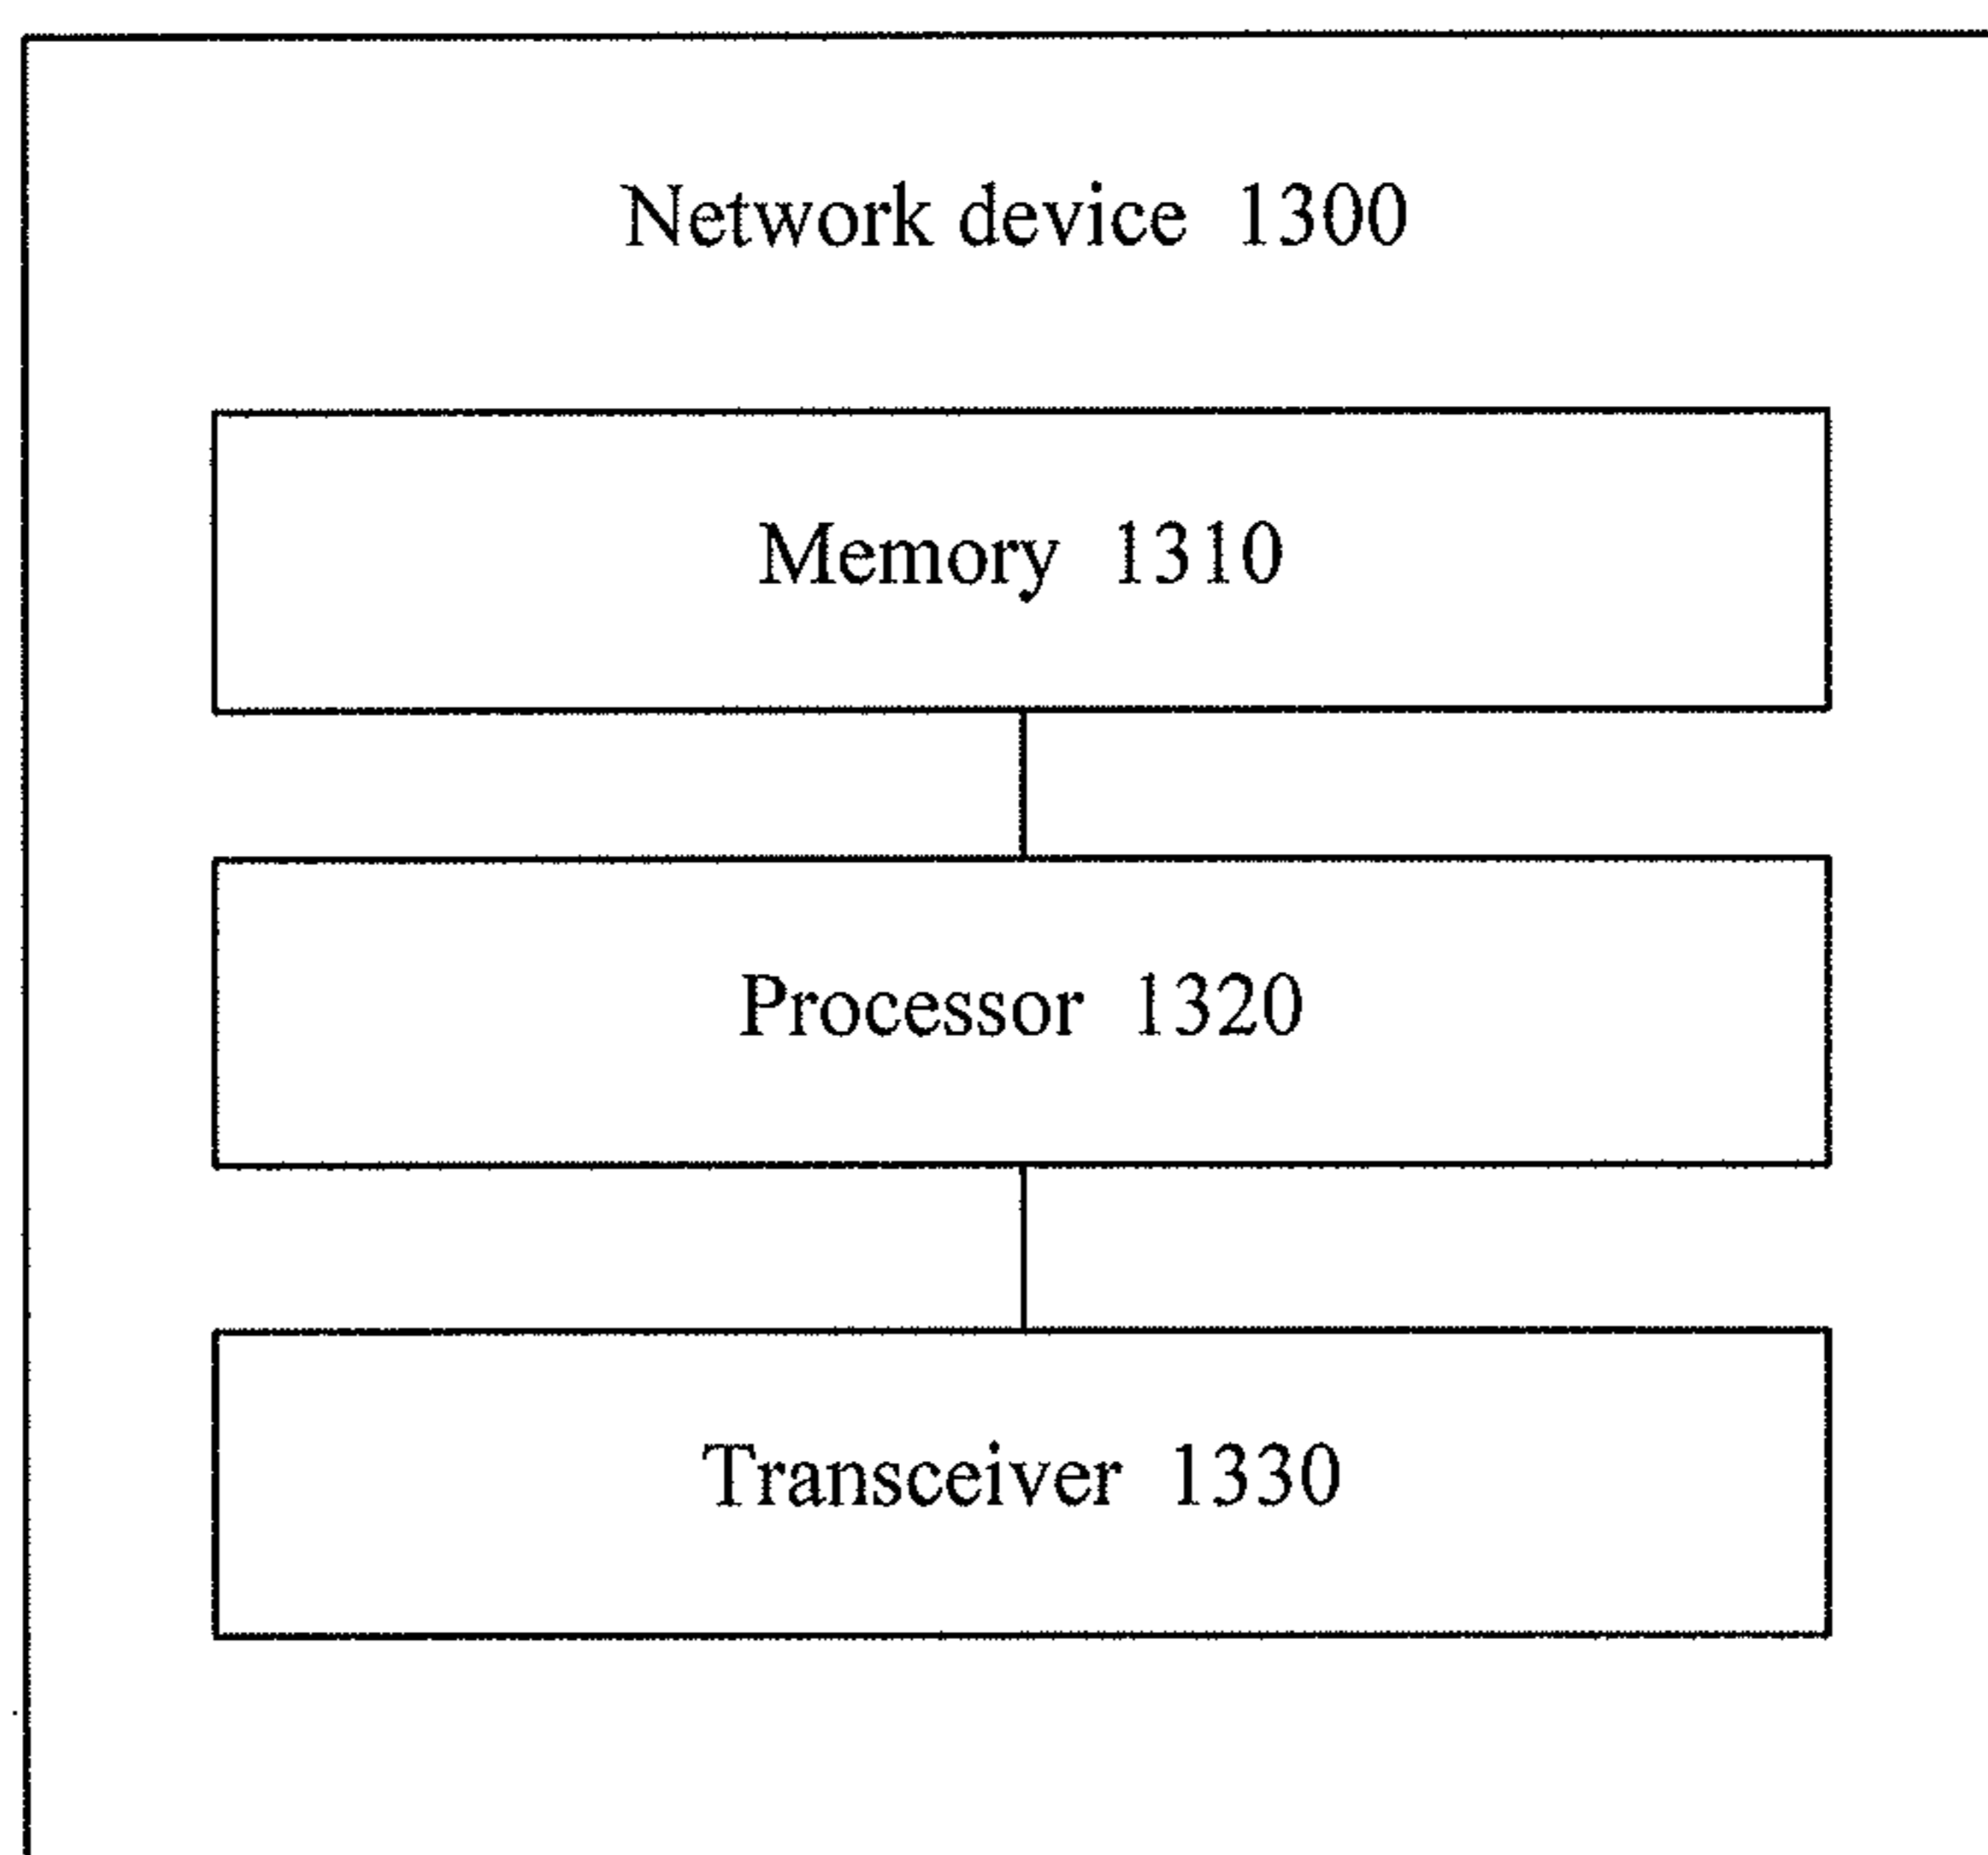 Network device 1300
Memory 1310
Processor 1320
Transceiver 1330